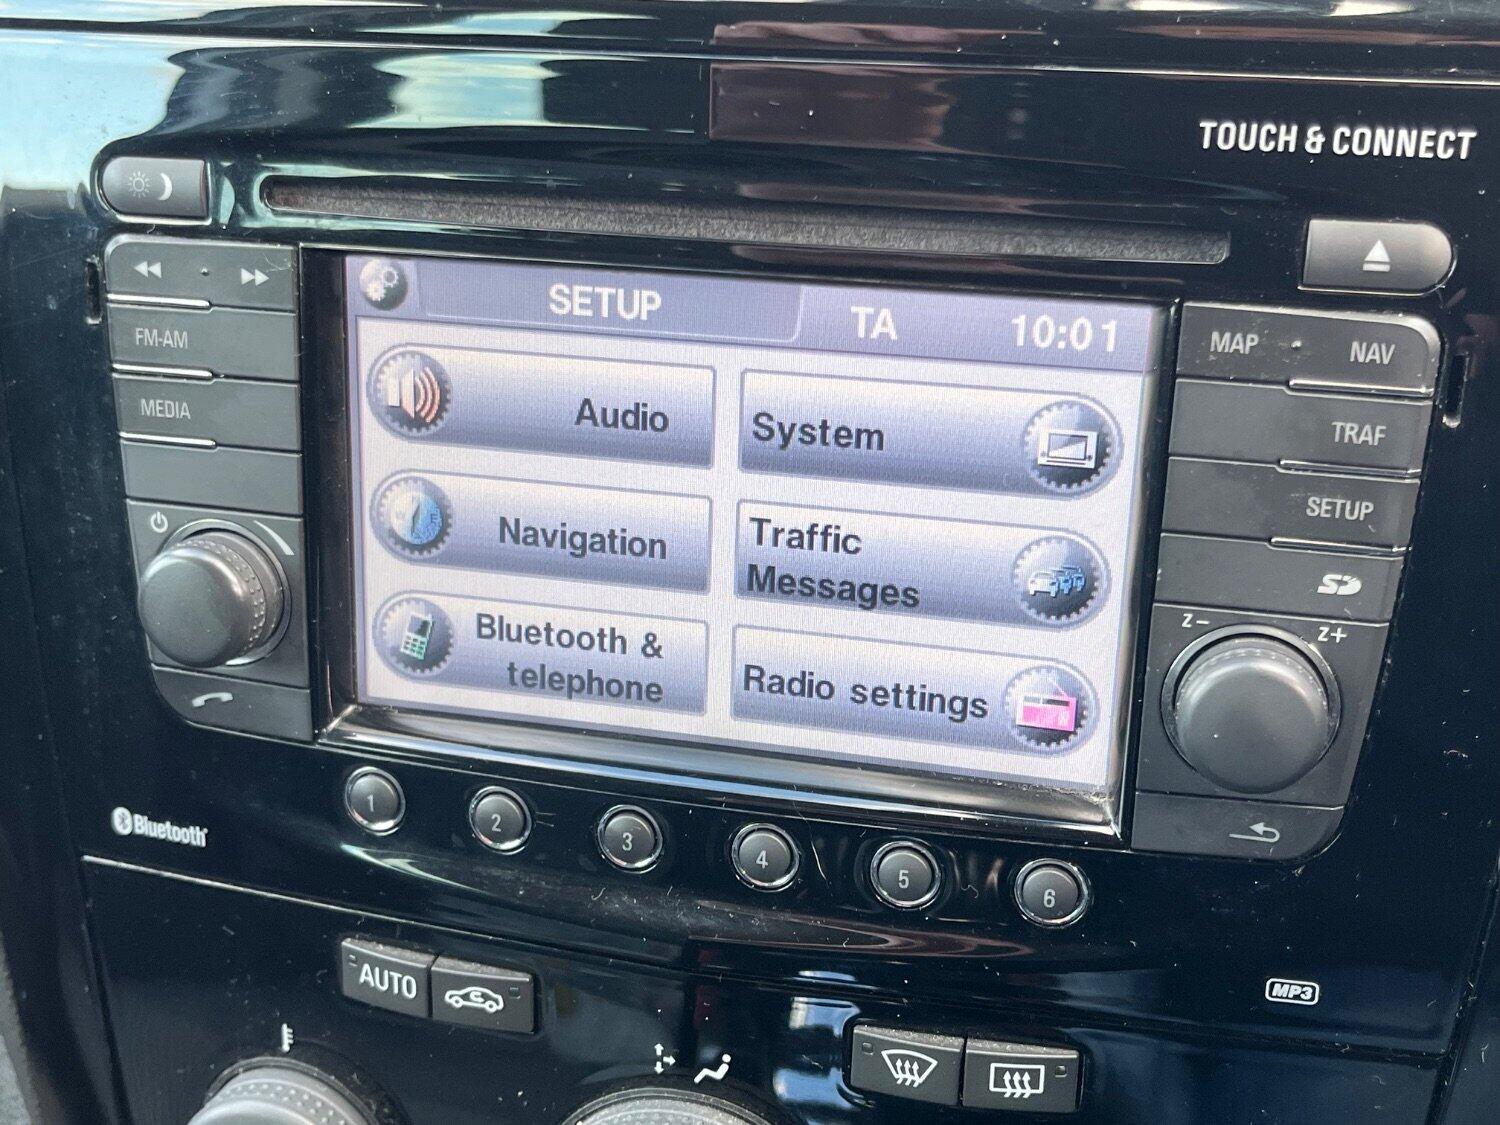 TOUCH & CONNECT
FM-AM
MEDIA
SETUP
TA
10:01
Audio
System
Navigation
Traffic
Messages
Bluetooth &
telephone
Radio settings
MAP
NAV
TRAF
SETUP
SD
Z-
Z+
Bluetooth
1
2
3
4
5
6
AUTO
MP3